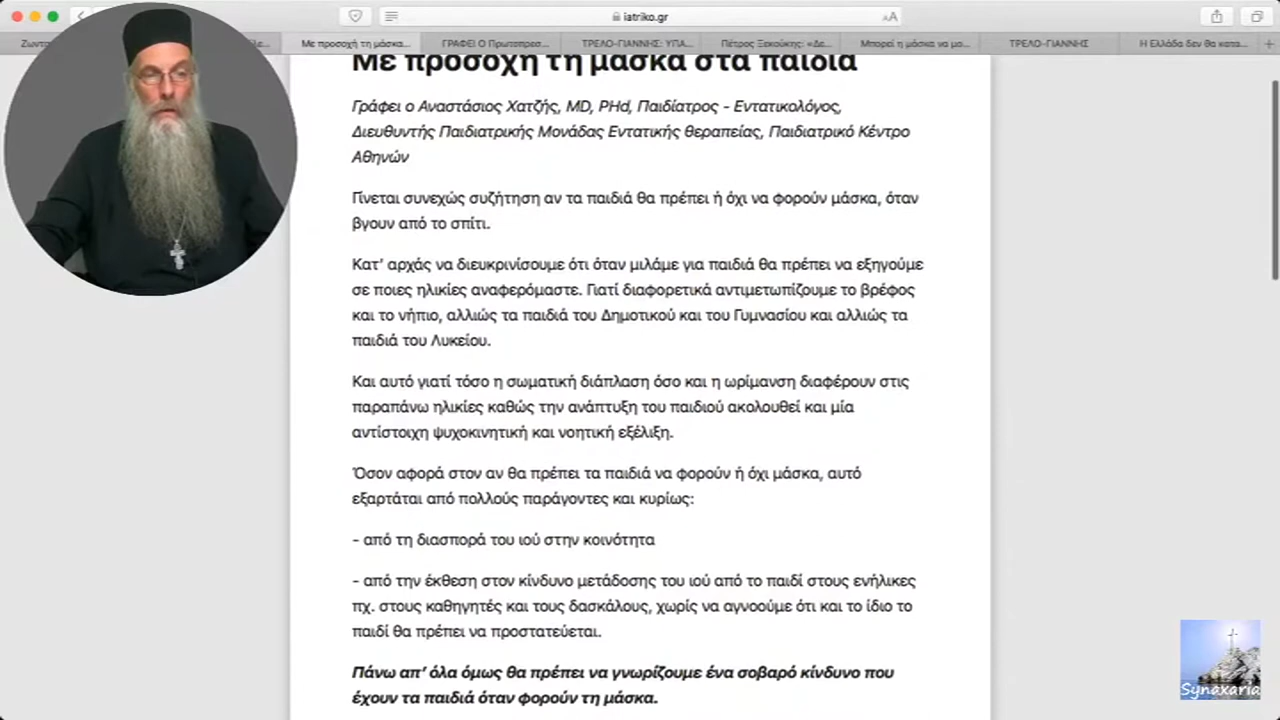 iatriko.gr
AA
Ζωντα
Με προσοχή τη μάσκα...
ΓΡΑΦΕΙ Ο Πρωτοπρεσ...
ΤΡΕΛΟ-ΓΙΑΝΝΗΣ: ΥΠΑ...
Πέτρος Ξεκούκης: «Δε...
Μπορεί η μάσκα να μο...
ΤΡΕΛΟ-ΓΙΑΝΝΗΣ
Η Ελλάδα δεν θα κατα...
Με προσοχή τη μάσκα στα παιδιά
Γράφει ο Αναστάσιος Χατζής, MD, PHd, Παιδίατρος - Εντατικολόγος,
Διευθυντής Παιδιατρικής Μονάδας Εντατικής Θεραπείας, Παιδιατρικό Κέντρο
Αθηνών
Γίνεται συνεχώς συζήτηση αν τα παιδιά θα πρέπει ή όχι να φορούν μάσκα, όταν
βγουν από το σπίτι.
Κατ’ αρχάς να διευκρινίσουμε ότι όταν μιλάμε για παιδιά θα πρέπει να εξηγούμε
σε ποιες ηλικίες αναφερόμαστε. Γιατί διαφορετικά αντιμετωπίζουμε το βρέφος
και το νήπιο, αλλιώς τα παιδιά του Δημοτικού και του Γυμνασίου και αλλιώς τα
παιδιά του Λυκείου.
Και αυτό γιατί τόσο η σωματική διάπλαση όσο και η ωρίμανση διαφέρουν στις
παραπάνω ηλικίες καθώς την ανάπτυξη του παιδιού ακολουθεί και μία
αντίστοιχη ψυχοκινητική και νοητική εξέλιξη.
Όσον αφορά στον αν θα πρέπει τα παιδιά να φορούν ή όχι μάσκα, αυτό
εξαρτάται από πολλούς παράγοντες και κυρίως:
- από τη διασπορά του ιού στην κοινότητα
- από την έκθεση στον κίνδυνο μετάδοσης του ιού από το παιδί στους ενήλικες
πχ. στους καθηγητές και τους δασκάλους, χωρίς να αγνοούμε ότι και το ίδιο το
παιδί θα πρέπει να προστατεύεται.
Πάνω απ’ όλα όμως θα πρέπει να γνωρίζουμε ένα σοβαρό κίνδυνο που
έχουν τα παιδιά όταν φορούν τη μάσκα.
Synaxaria